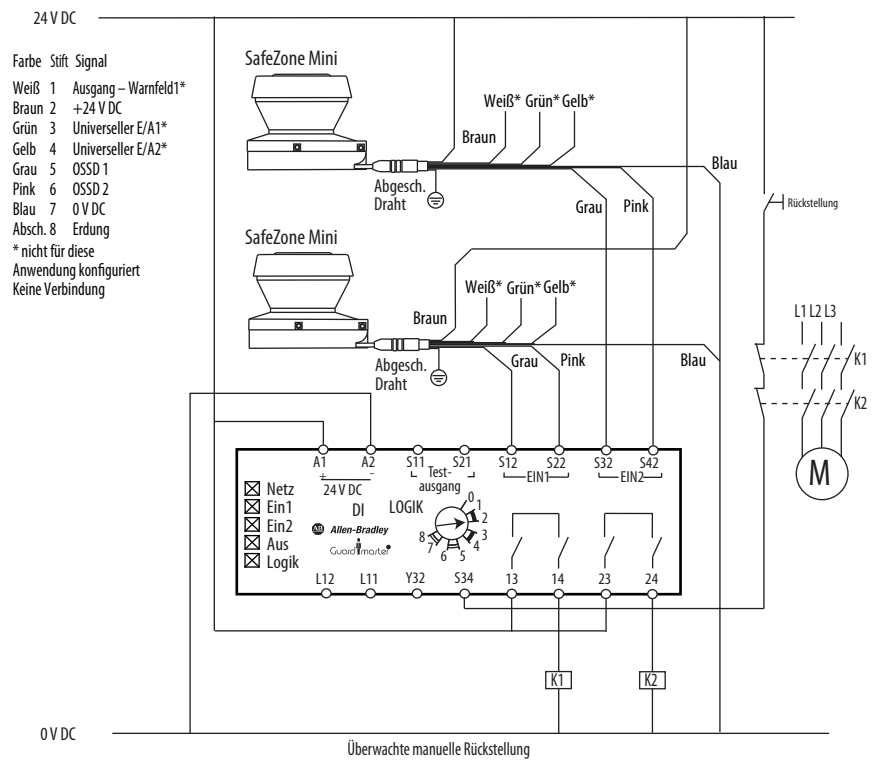 24 V DC
Farbe Stift Signal
Weiß 1 Ausgang – Warnfeld1*
Braun 2 +24 V DC
Grün 3 Universeller E/A1*
Gelb 4 Universeller E/A2*
Grau 5 OSSD 1
Pink 6 OSSD 2
Blau 7 0 V DC
Absch. 8 Erdung
* nicht für diese
Anwendung konfiguriert
Keine Verbindung
SafeZone Mini
Weiß* Grün* Gelb*
Braun
Blau
Abgesch.
Draht
Grau
Pink
Rückstellung
SafeZone Mini
Weiß* Grün* Gelb*
Braun
Abgesch.
Draht
Grau
Pink
Blau
L1 L2 L3
K1
K2
M
A1 A2 S11 S21 S12 S22 S32 S42
+ –
24 V DC
Test-
ausgang
EIN1
EIN2
Netz
Ein1
Ein2
Aus
Logik
DI
LOGIK
AB Allen-Bradley
Guardmaster
0
1
2
3
4
5
6
7
8
L12 L11 Y32 S34 13 14 23 24
K1
K2
0 V DC
Überwachte manuelle Rückstellung